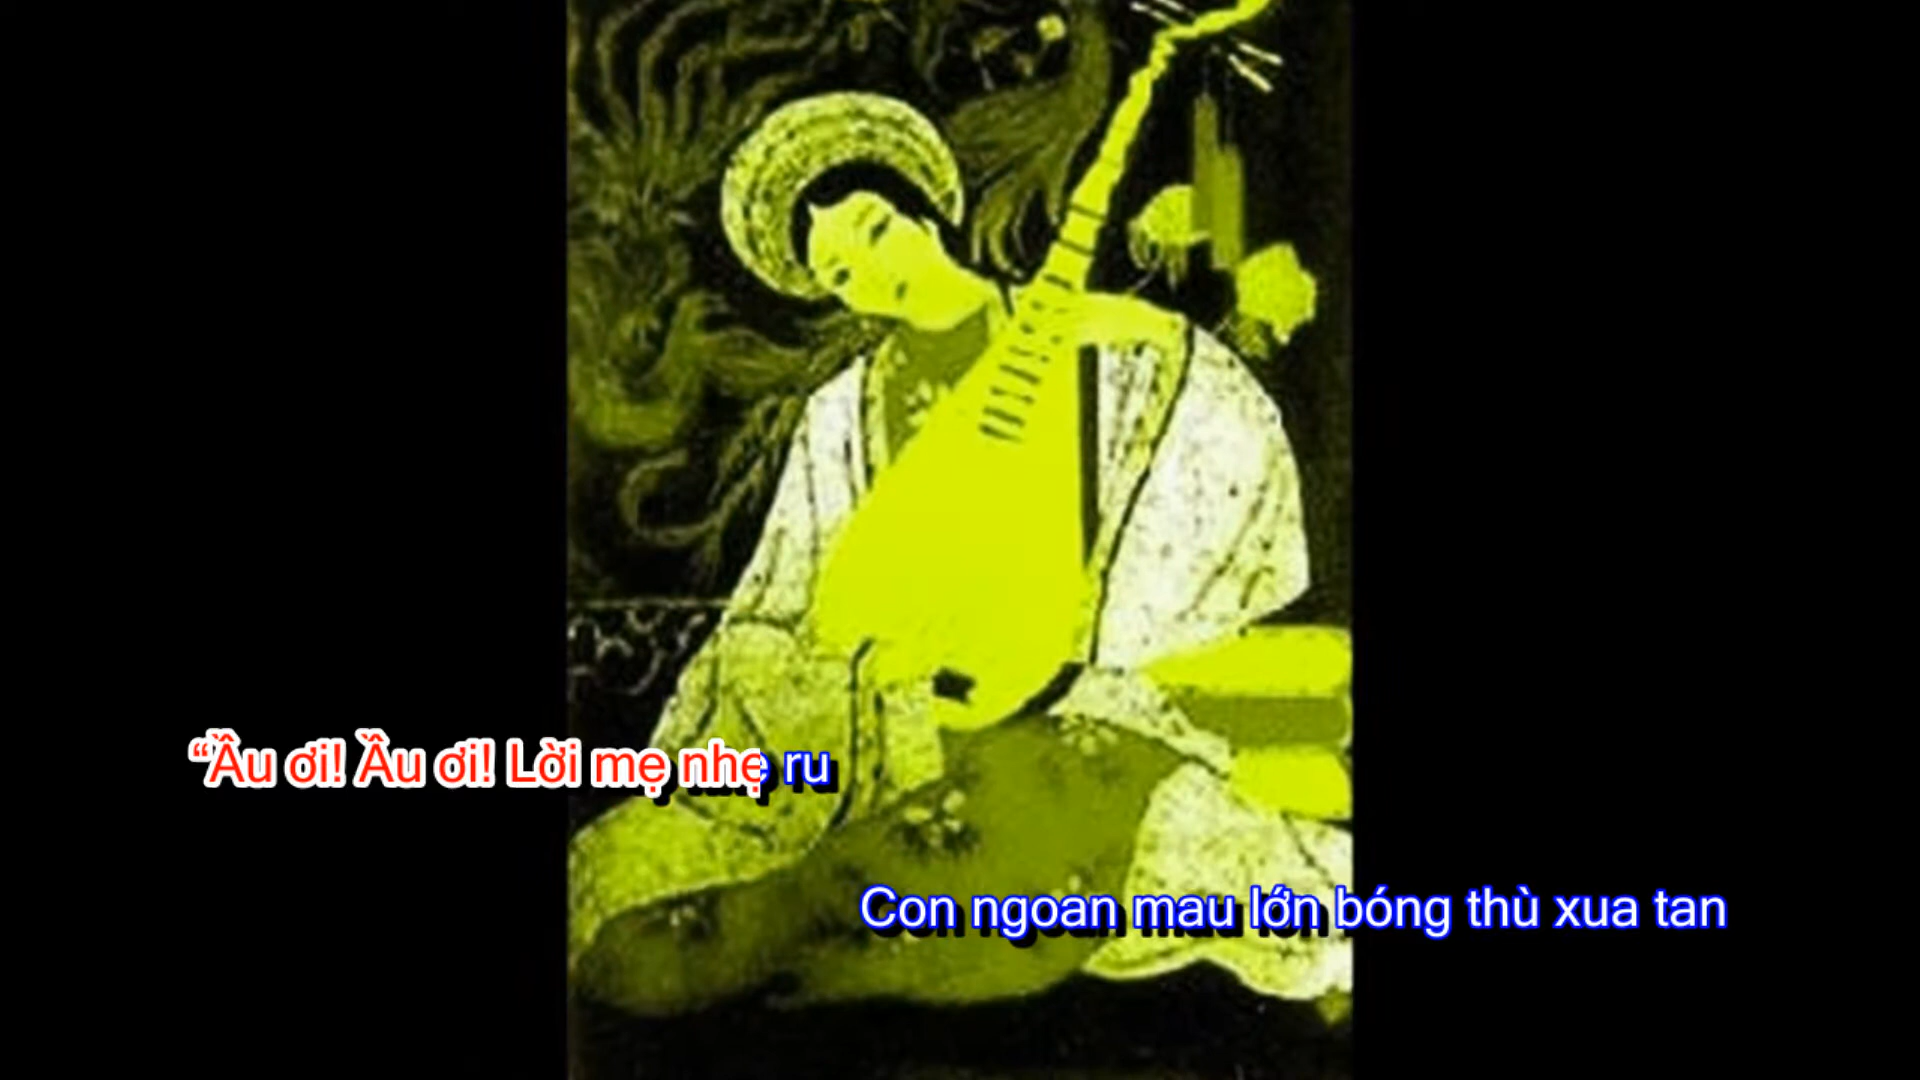 “Ầu ơi! Ầu ơi! Lời mẹ nhẹ ru
Con ngoan mau lớn bóng thù xua tan